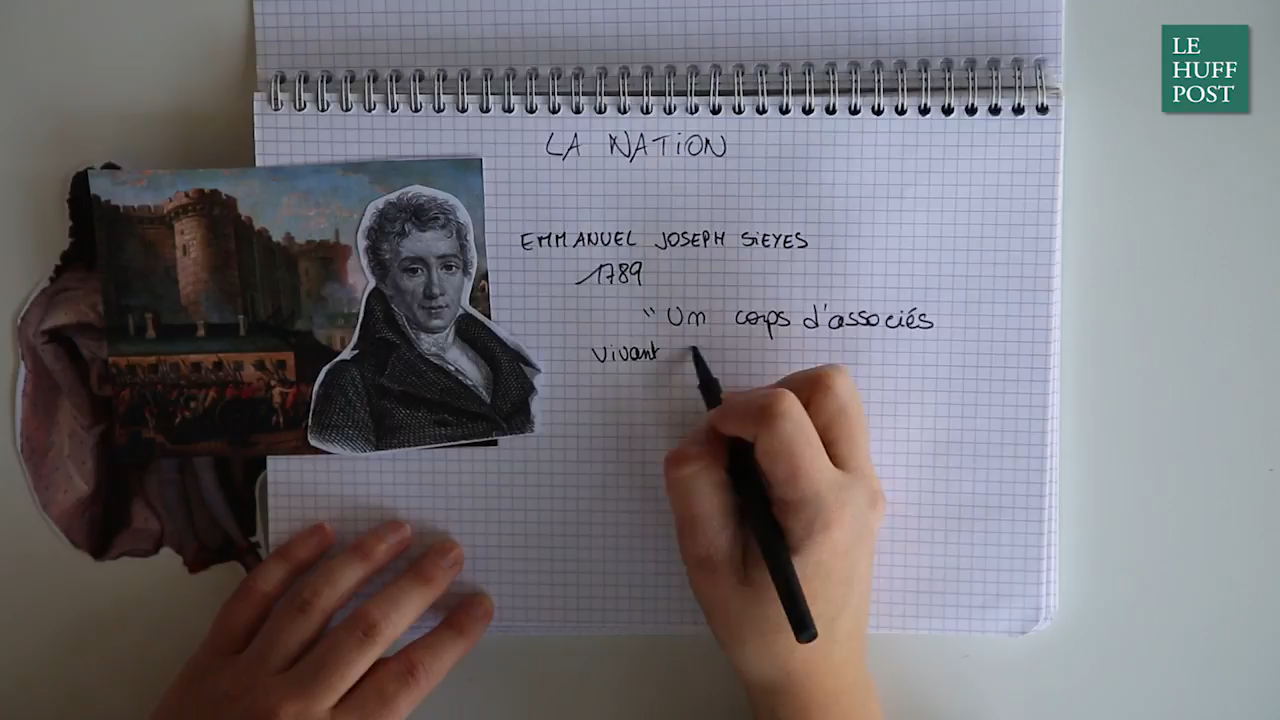 LE
HUFF
POST
LA NATION
EMMANUEL JOSEPH SIEYES
1789
"Un corps d'associés
vivant